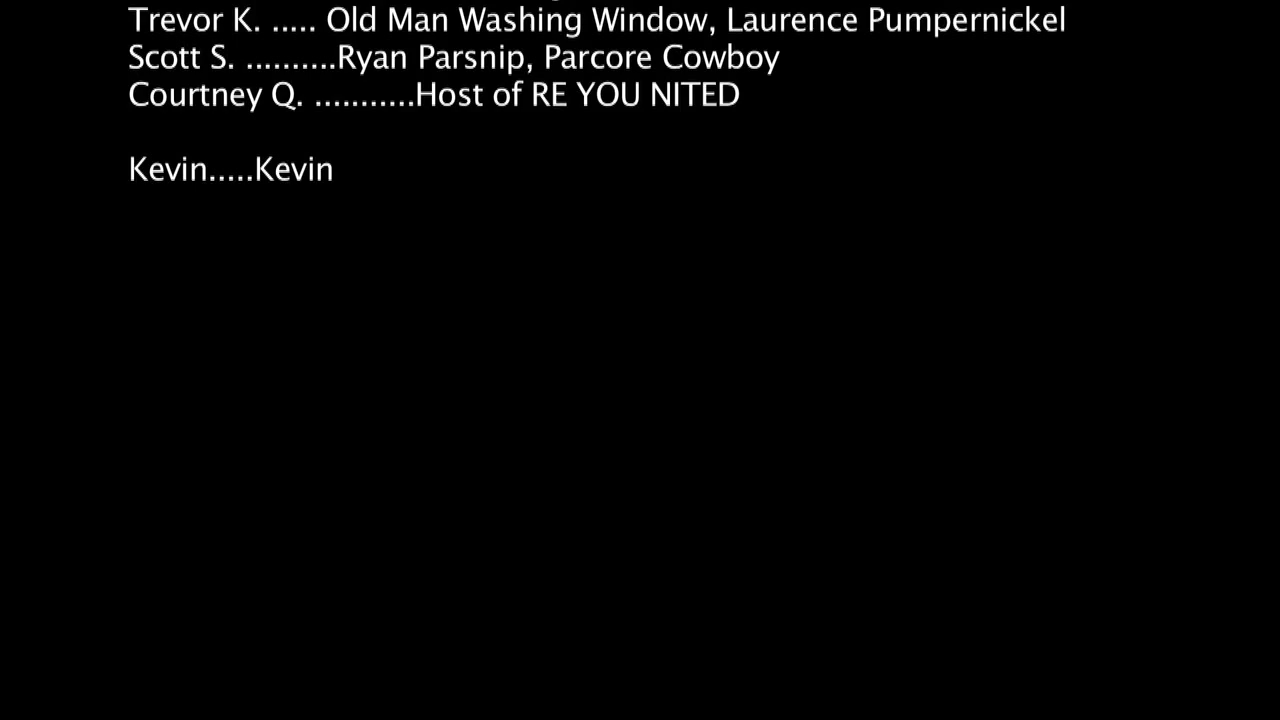 Trevor K. ..... Old Man Washing Window, Laurence Pumpernickel
Scott S. ..........Ryan Parsnip, Parcore Cowboy
Courtney Q. ...........Host of RE YOU NITED
Kevin.....Kevin